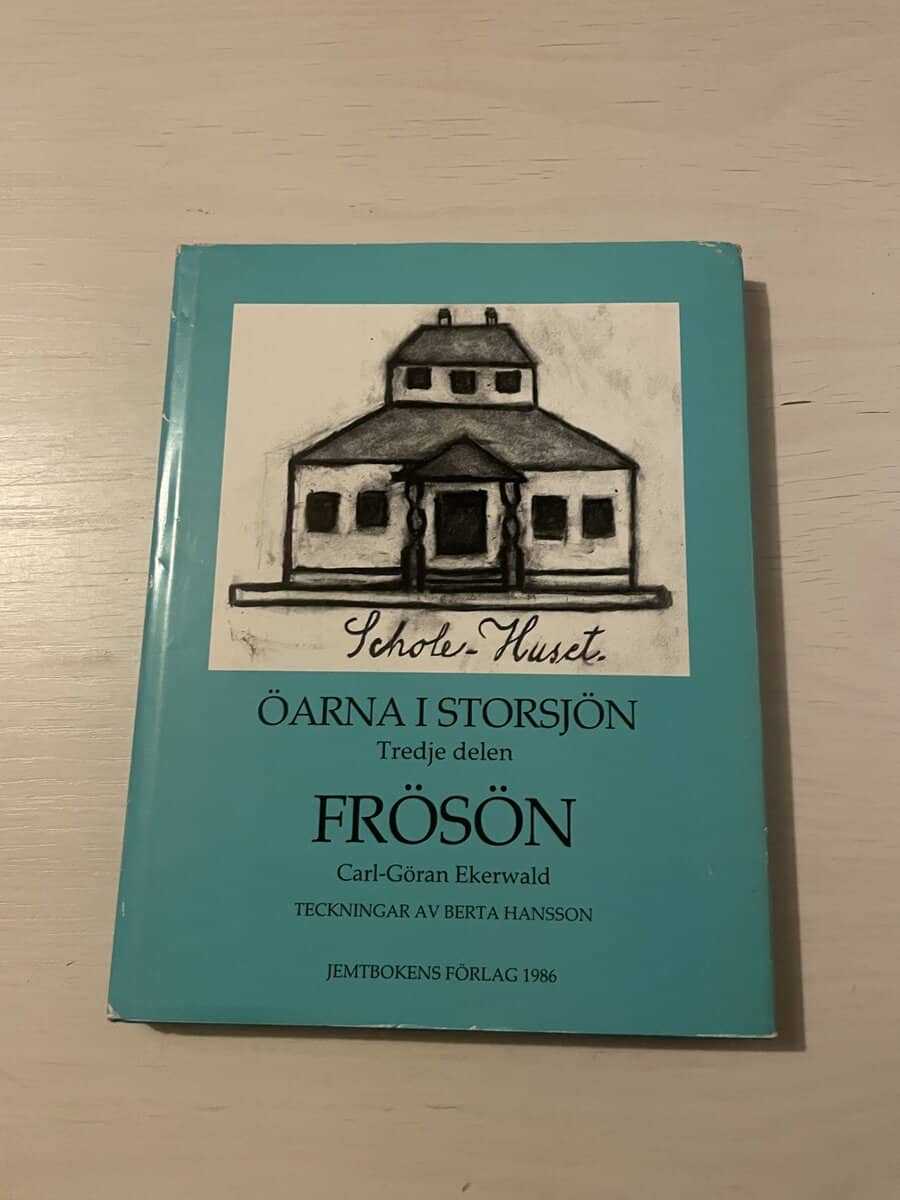 Schole-Huset.
ÖARNA I STORSJÖN
Tredje delen
FRÖSÖN
Carl-Göran Ekerwald
TECKNINGAR AV BERTA HANSSON
JEMTBOKENS FÖRLAG 1986